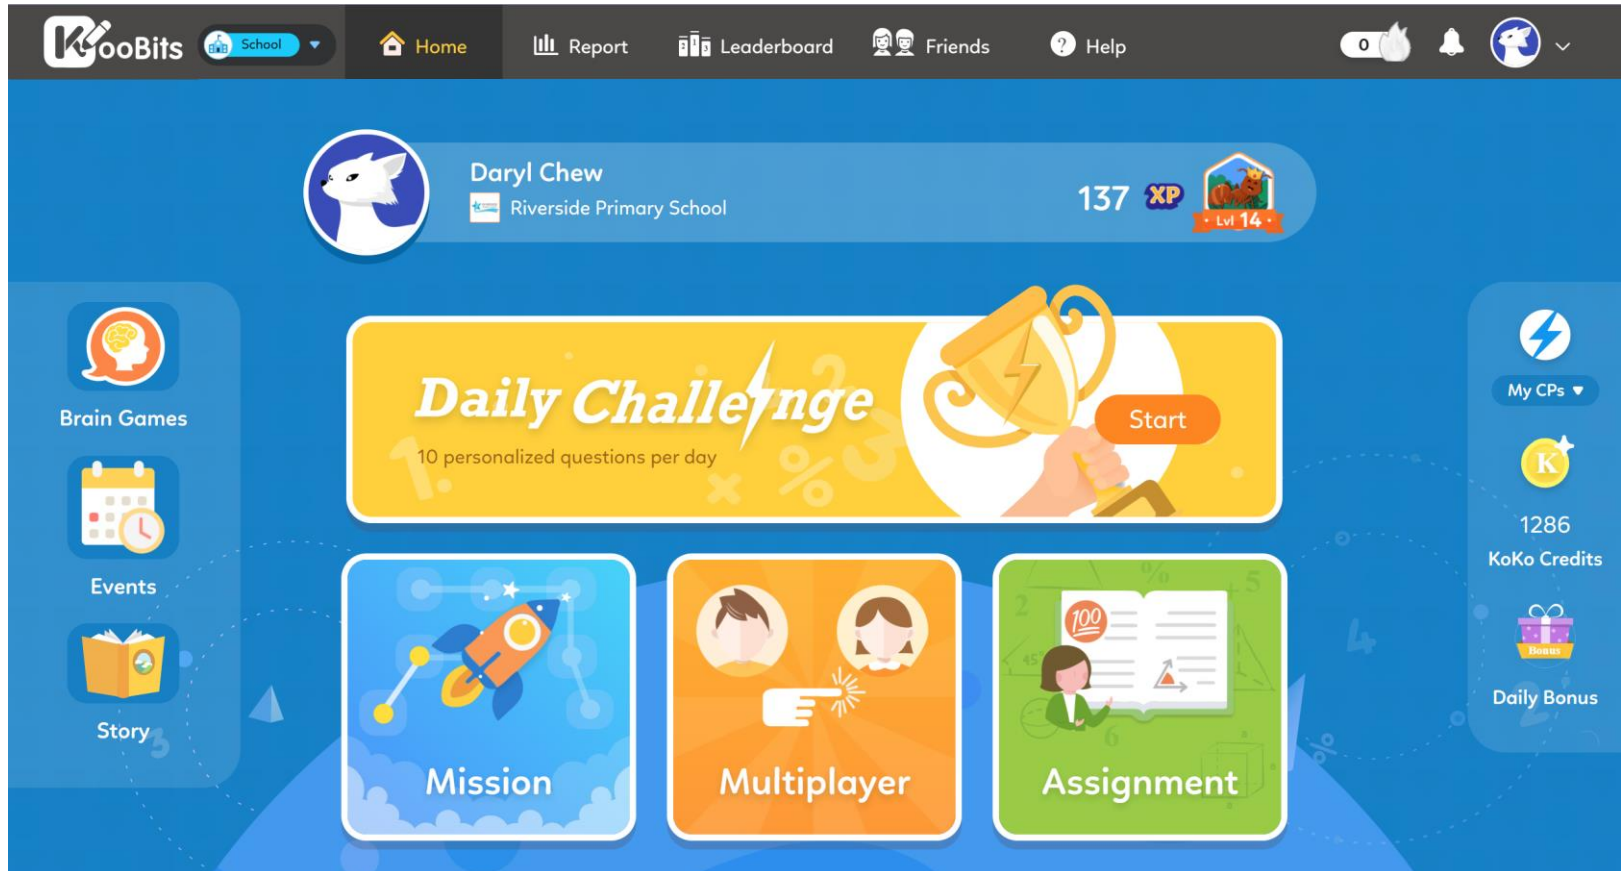 KooBits
School
Home
Report
Leaderboard
Friends
? Help
0
Daryl Chew
Riverside Primary School
137 XP
Lvl 14
Brain Games
Events
Story
Daily Challenge
10 personalized questions per day
Start
My CPs
K
1286
KoKo Credits
Bonus
Daily Bonus
Mission
Multiplayer
100
Assignment